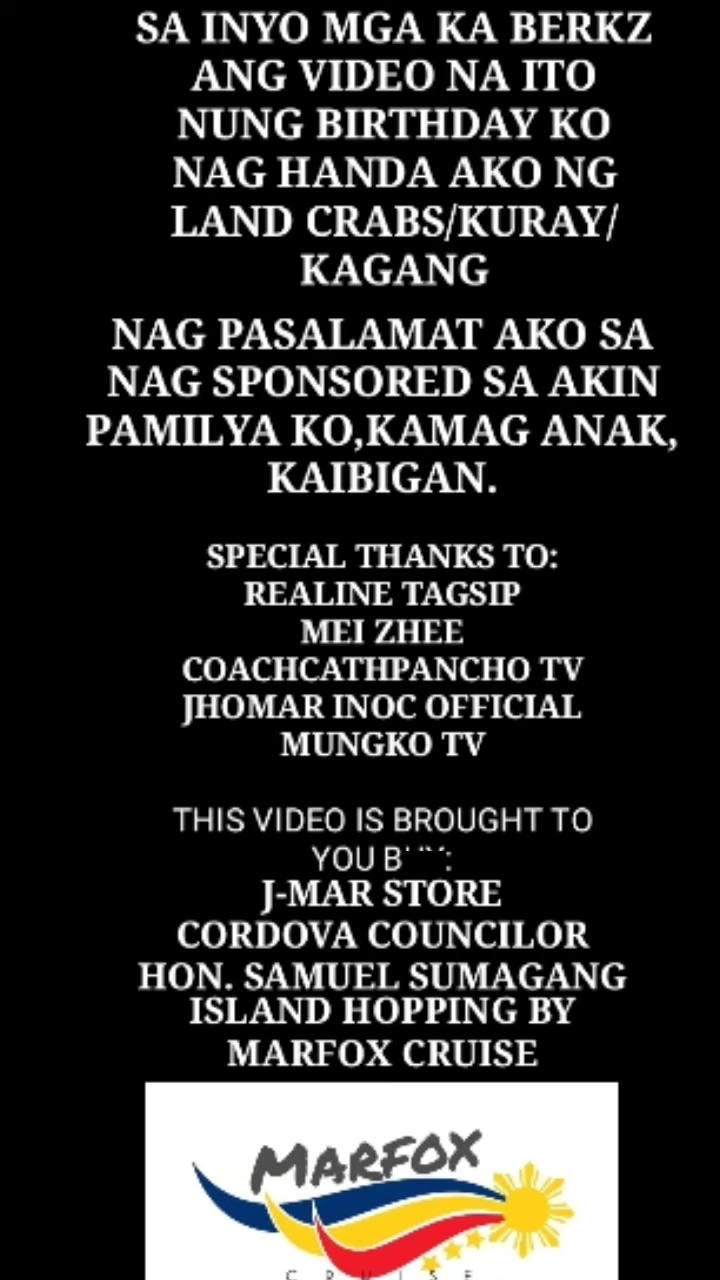 SA INYO MGA KA BERKZ
ANG VIDEO NA ITO
NUNG BIRTHDAY KO
NAG HANDA AKO NG
LAND CRABS/KURAY/
KAGANG
NAG PASALAMAT AKO SA
NAG SPONSORED SA AKIN
PAMILYA KO,KAMAG ANAK,
KAIBIGAN.
SPECIAL THANKS TO:
REALINE TAGSIP
MEI ZHEE
COACHCATHPANCHO TV
JHOMAR INOC OFFICIAL
MUNGKO TV
THIS VIDEO IS BROUGHT TO
YOU
J-MAR STORE
CORDOVA COUNCILOR
HON. SAMUEL SUMAGANG
ISLAND HOPPING BY
MARFOX CRUISE
MARFOX
CRUISE